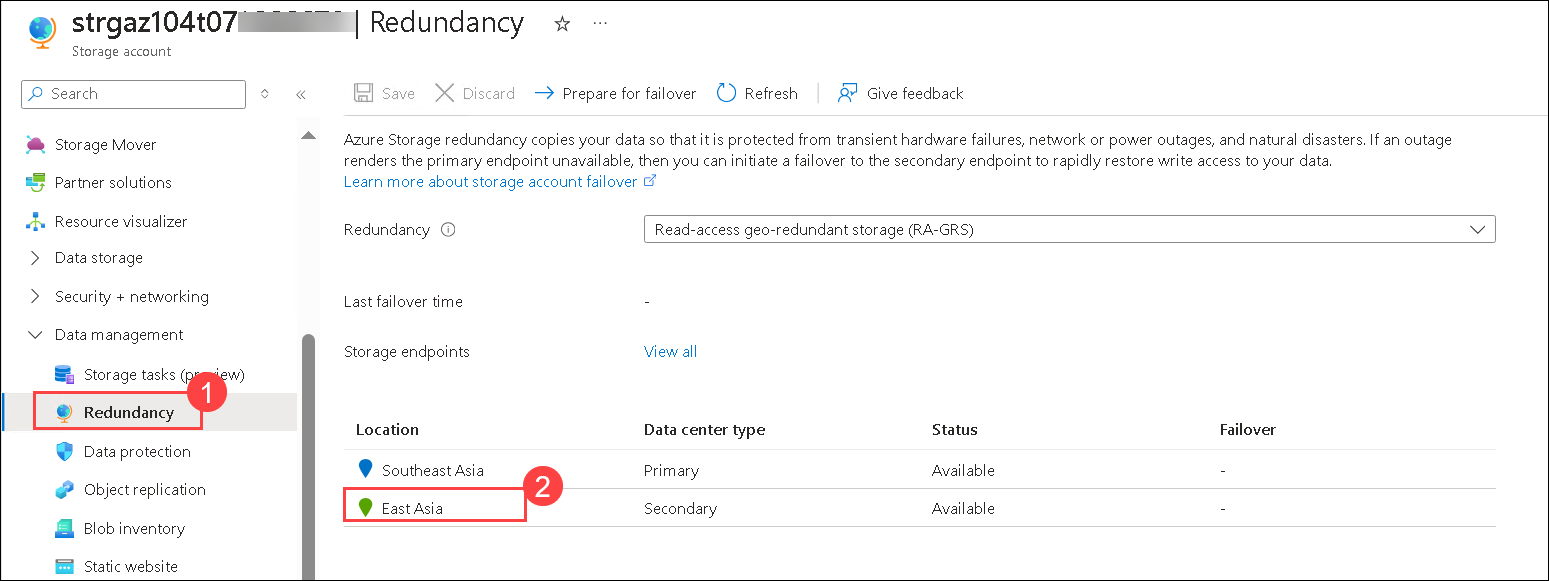 strgaz104t07 | Redundancy
Storage account
Search
Save
Discard
Prepare for failover
Refresh
Give feedback
Storage Mover
Partner solutions
Resource visualizer
Data storage
Security + networking
Data management
Storage tasks (preview)
Redundancy
1
Data protection
Object replication
Blob inventory
Static website
Azure Storage redundancy copies your data so that it is protected from transient hardware failures, network or power outages, and natural disasters. If an outage
renders the primary endpoint unavailable, then you can initiate a failover to the secondary endpoint to rapidly restore write access to your data.
Learn more about storage account failover
Redundancy
Read-access geo-redundant storage (RA-GRS)
Last failover time -
Storage endpoints View all
Location Data center type Status Failover
Southeast Asia Primary Available -
East Asia Secondary Available -
2